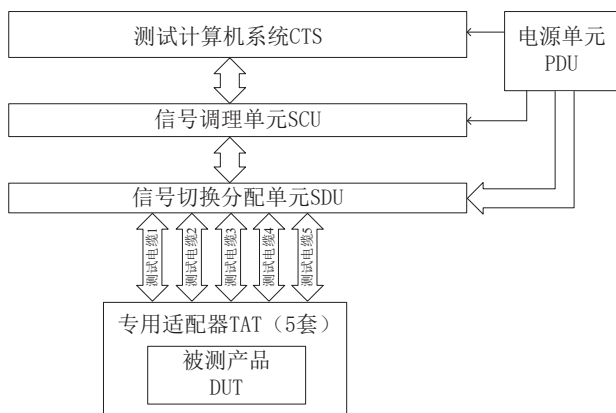 测试计算机系统CTS
电源单元
PDU
信号调理单元SCU
信号切换分配单元SDU
测试电缆1
测试电缆2
测试电缆3
测试电缆4
测试电缆5
专用适配器TAT（5套）
被测产品
DUT